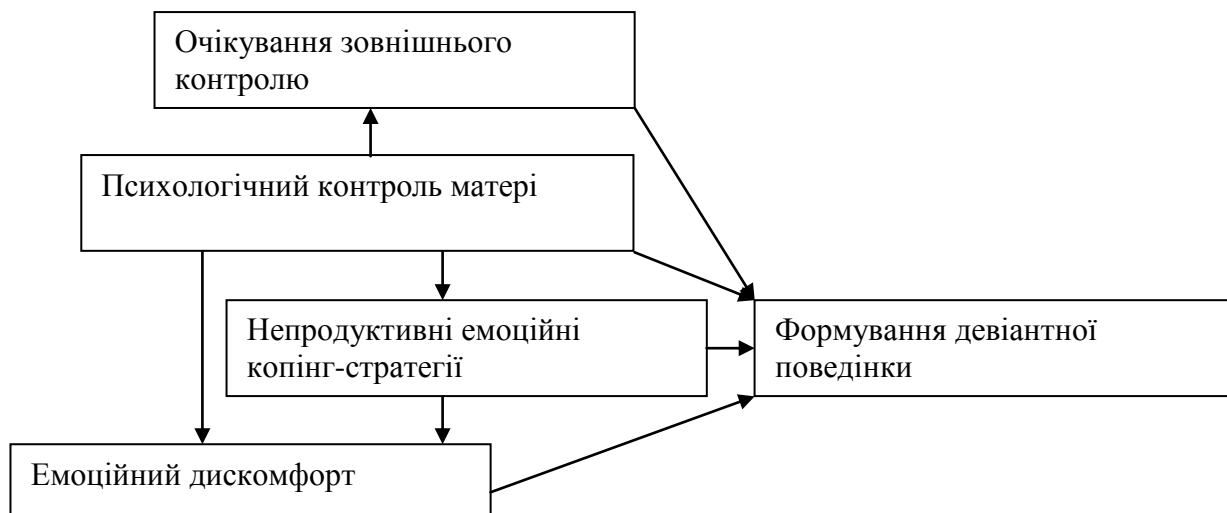 Очікування зовнішнього
контролю
Психологічний контроль матері
Непродуктивні емоційні
копінг-стратегії
Формування девіантної
поведінки
Емоційний дискомфорт